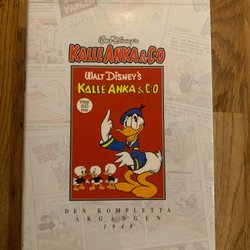 Walt Disney's
KALLE ANKA & C:O
WALT DISNEY'S
KALLE ANKA & C:O
DEN KOMPLETTA
ÅRGÅNGEN
1948